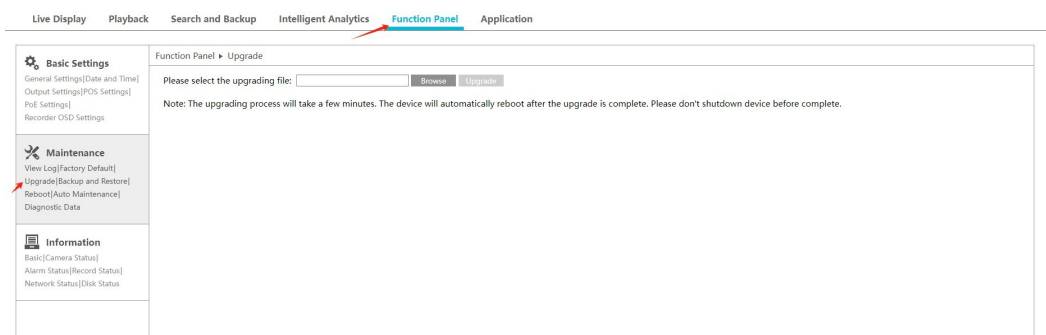 Live Display Playback Search and Backup Intelligent Analytics Function Panel Application
Basic Settings
General Settings|Date and Time|
Output Settings|POS Settings|
PoE Settings|
Recorder OSD Settings
Maintenance
View Log|Factory Default|
Upgrade|Backup and Restore|
Reboot|Auto Maintenance|
Diagnostic Data
Information
Basic|Camera Status|
Alarm Status|Record Status|
Network Status|Disk Status
Function Panel ▶ Upgrade
Please select the upgrading file: Browse Upgrade
Note: The upgrading process will take a few minutes. The device will automatically reboot after the upgrade is complete. Please don't shutdown device before complete.